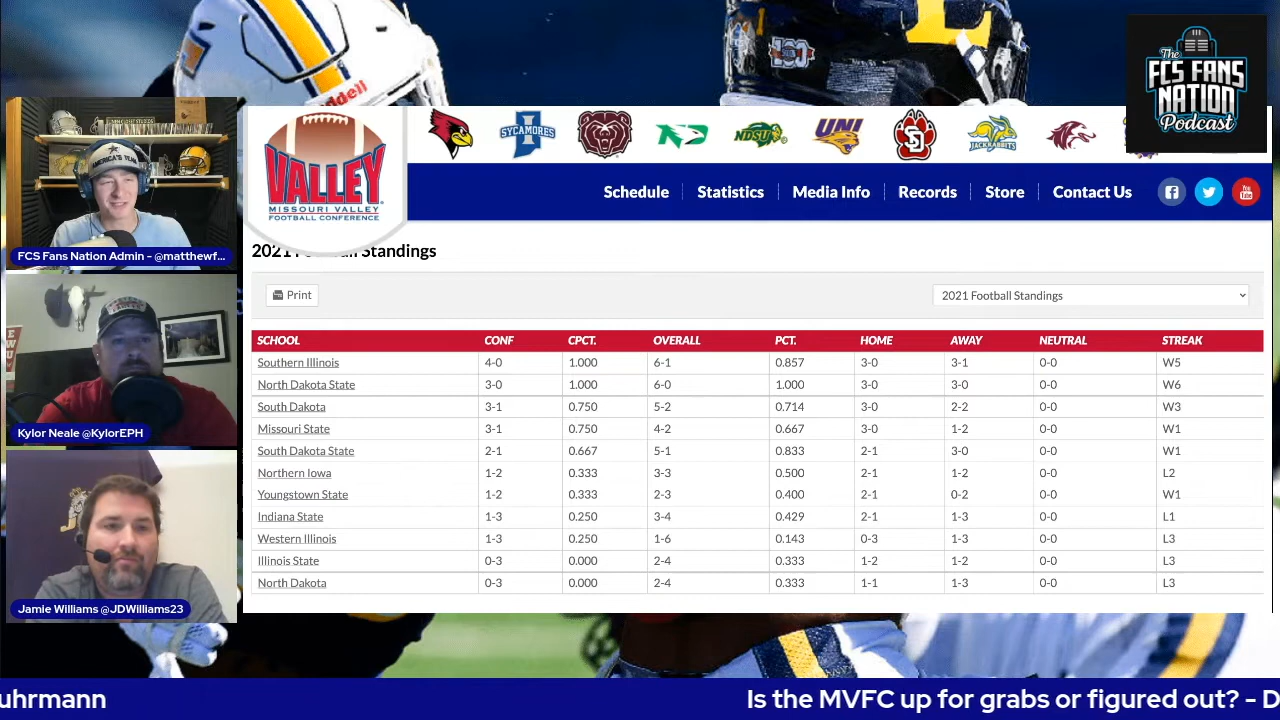 The
FCS FANS
NATION
Podcast
ddell
SYCAMORES
NDSU
UNI
SD
JACKRABBITS
VALLEY
MISSOURI VALLEY
FOOTBALL CONFERENCE
Schedule Statistics Media Info Records Store Contact Us
AMERICA'S TEAM
FCS Fans Nation Admin - @matthewf...
Kylor Neale @KylorEPH
Jamie Williams @JDWilliams23
2021 Football Standings
Print
2021 Football Standings
SCHOOL CONF CPCT. OVERALL PCT. HOME AWAY NEUTRAL STREAK
Southern Illinois 4-0 1.000 6-1 0.857 3-0 3-1 0-0 W5
North Dakota State 3-0 1.000 6-0 1.000 3-0 3-0 0-0 W6
South Dakota 3-1 0.750 5-2 0.714 3-0 2-2 0-0 W3
Missouri State 3-1 0.750 4-2 0.667 3-0 1-2 0-0 W1
South Dakota State 2-1 0.667 5-1 0.833 2-1 3-0 0-0 W1
Northern Iowa 1-2 0.333 3-3 0.500 2-1 1-2 0-0 L2
Youngstown State 1-2 0.333 2-3 0.400 2-1 0-2 0-0 W1
Indiana State 1-3 0.250 3-4 0.429 2-1 1-3 0-0 L1
Western Illinois 1-3 0.250 1-6 0.143 0-3 1-3 0-0 L3
Illinois State 0-3 0.000 2-4 0.333 1-2 1-2 0-0 L3
North Dakota 0-3 0.000 2-4 0.333 1-1 1-3 0-0 L3
uhrmann Is the MVFC up for grabs or figured out? - D